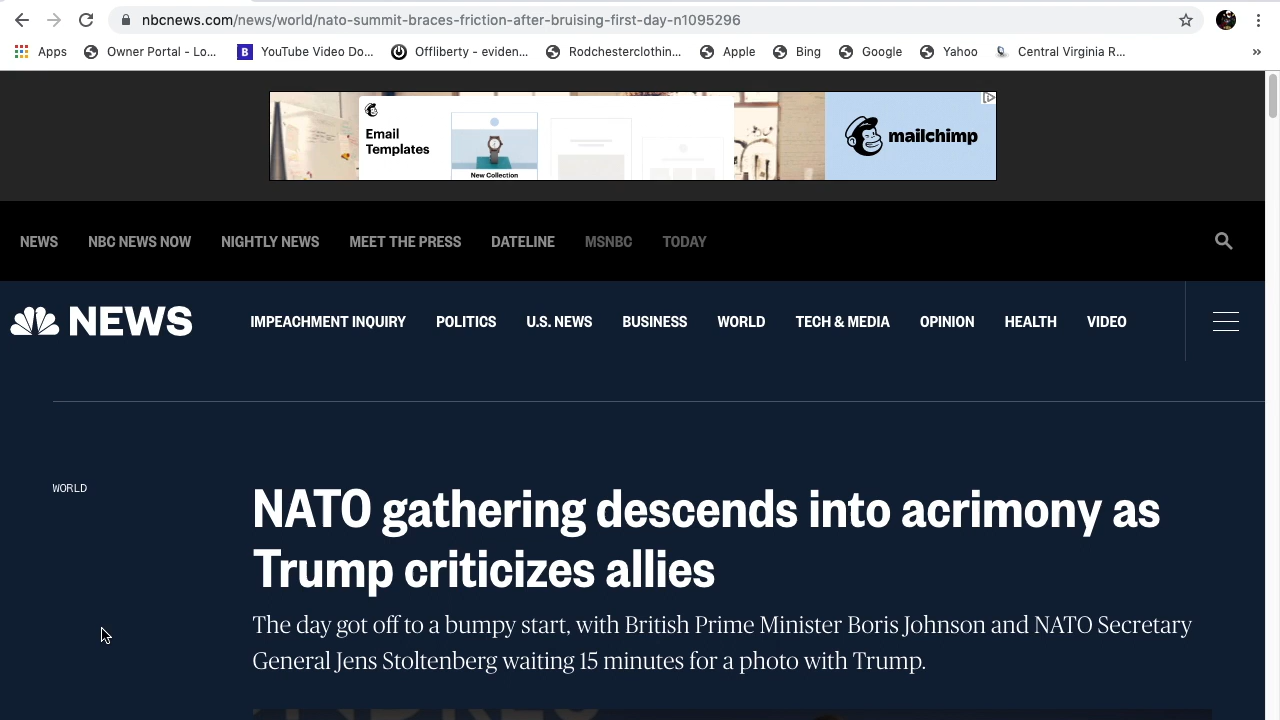 nbcnews.com/news/world/nato-summit-braces-friction-after-bruising-first-day-n1095296
Apps Owner Portal - Lo... B YouTube Video Do... Offliberty - eviden... Rodchesterclothin... Apple Bing Google Yahoo Central Virginia R... »
Email
Templates
New Collection
mailchimp
NEWS NBC NEWS NOW NIGHTLY NEWS MEET THE PRESS DATELINE MSNBC TODAY
NEWS IMPEACHMENT INQUIRY POLITICS U.S. NEWS BUSINESS WORLD TECH & MEDIA OPINION HEALTH VIDEO
WORLD
NATO gathering descends into acrimony as
Trump criticizes allies
The day got off to a bumpy start, with British Prime Minister Boris Johnson and NATO Secretary
General Jens Stoltenberg waiting 15 minutes for a photo with Trump.